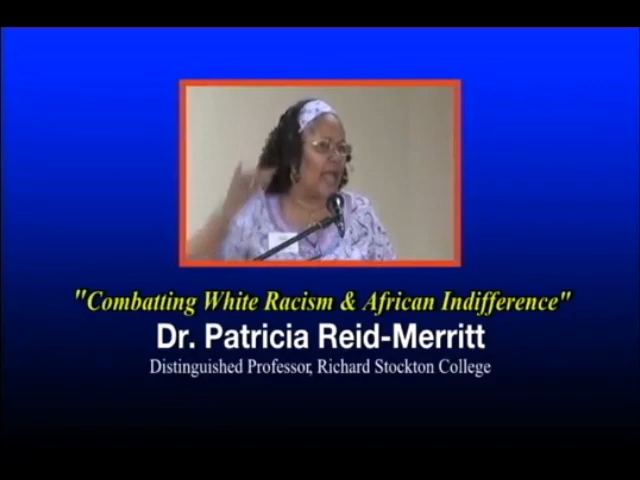 "Combatting White Racism & African Indifference"
Dr. Patricia Reid-Merritt
Distinguished Professor, Richard Stockton College